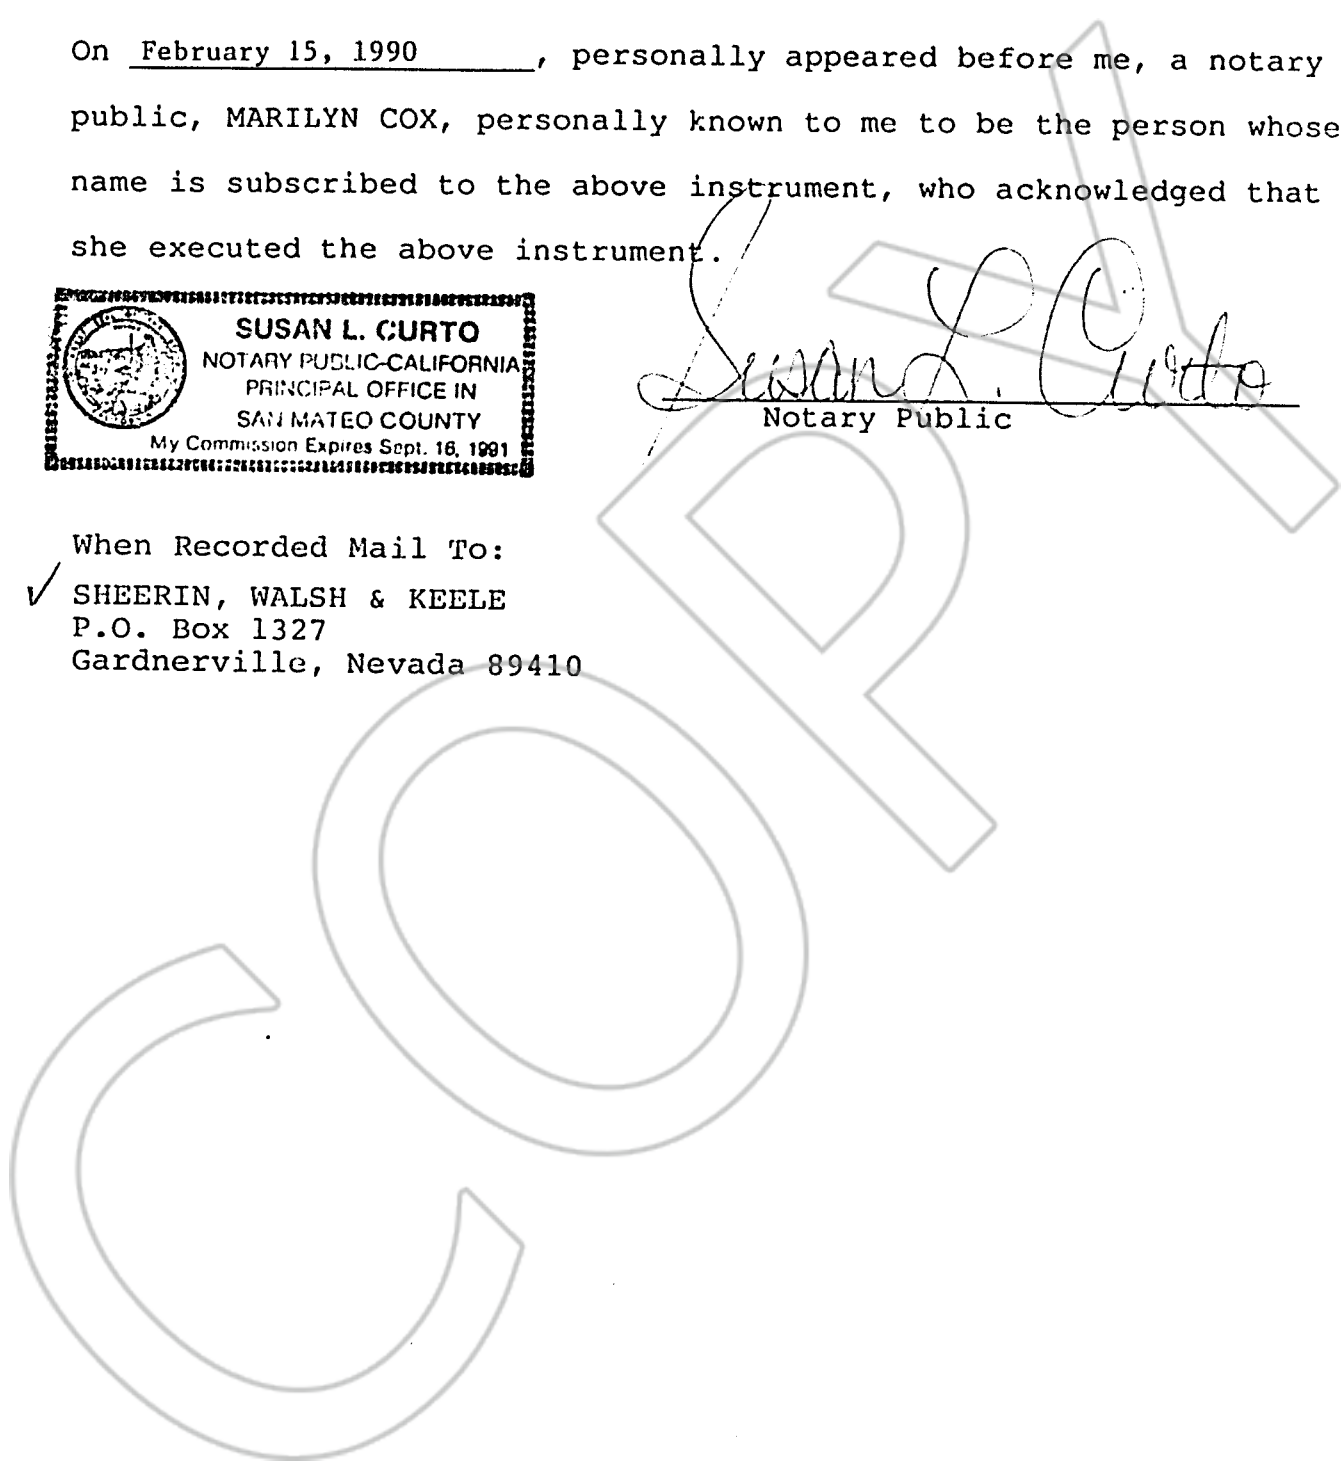 On February 15, 1990, personally appeared before me, a notary
public, MARILYN COX, personally known to me to be the person whose
name is subscribed to the above instrument, who acknowledged that
she executed the above instrument.
SUSAN L. CURTO
NOTARY PUBLIC-CALIFORNIA
PRINCIPAL OFFICE IN
SAN MATEO COUNTY
My Commission Expires Sept. 16, 1991
Susan L. Curto
Notary Public
When Recorded Mail To:
SHEERIN, WALSH & KEELE
P.O. Box 1327
Gardnerville, Nevada 89410
COPY